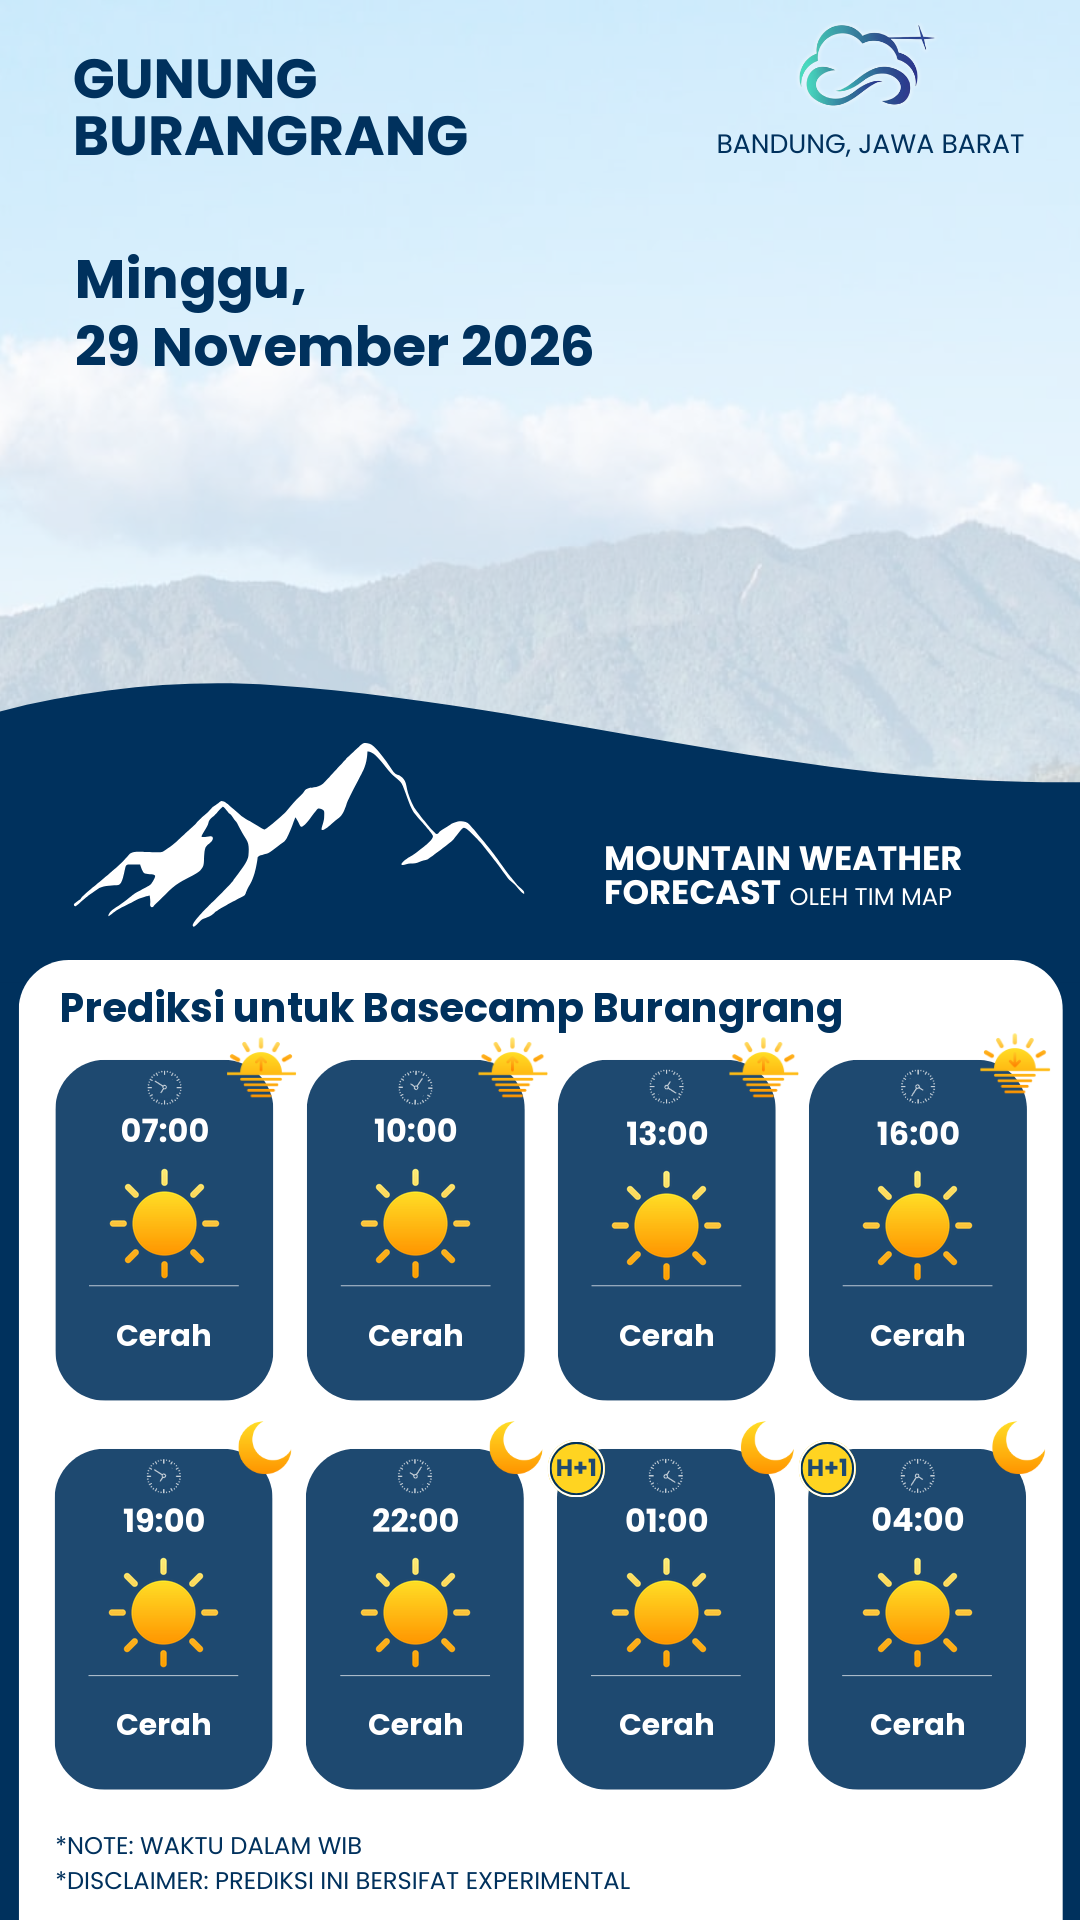 GUNUNG
BURANGRANG
BANDUNG, JAWA BARAT
Minggu,
29 November 2026
MOUNTAIN WEATHER
FORECAST OLEH TIM MAP
Prediksi untuk Basecamp Burangrang
07:00
10:00
13:00
16:00
Cerah
Cerah
Cerah
Cerah
H+1
H+1
19:00
22:00
01:00
04:00
Cerah
Cerah
Cerah
Cerah
*NOTE: WAKTU DALAM WIB
*DISCLAIMER: PREDIKSI INI BERSIFAT EXPERIMENTAL